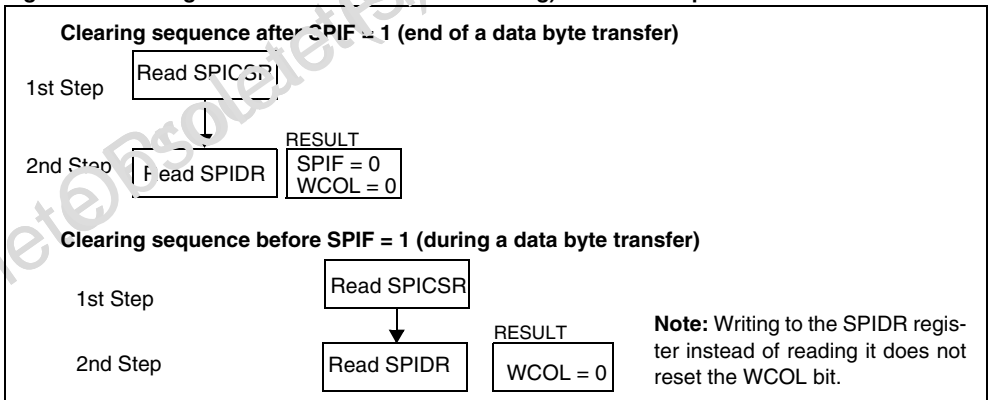 Clearing sequence after SPIF = 1 (end of a data byte transfer)
1st Step
Read SPICSR
2nd Step
Read SPIDR
RESULT
SPIF = 0
WCOL = 0
Clearing sequence before SPIF = 1 (during a data byte transfer)
1st Step
Read SPICSR
2nd Step
Read SPIDR
RESULT
WCOL = 0
Note: Writing to the SPIDR regis-
ter instead of reading it does not
reset the WCOL bit.